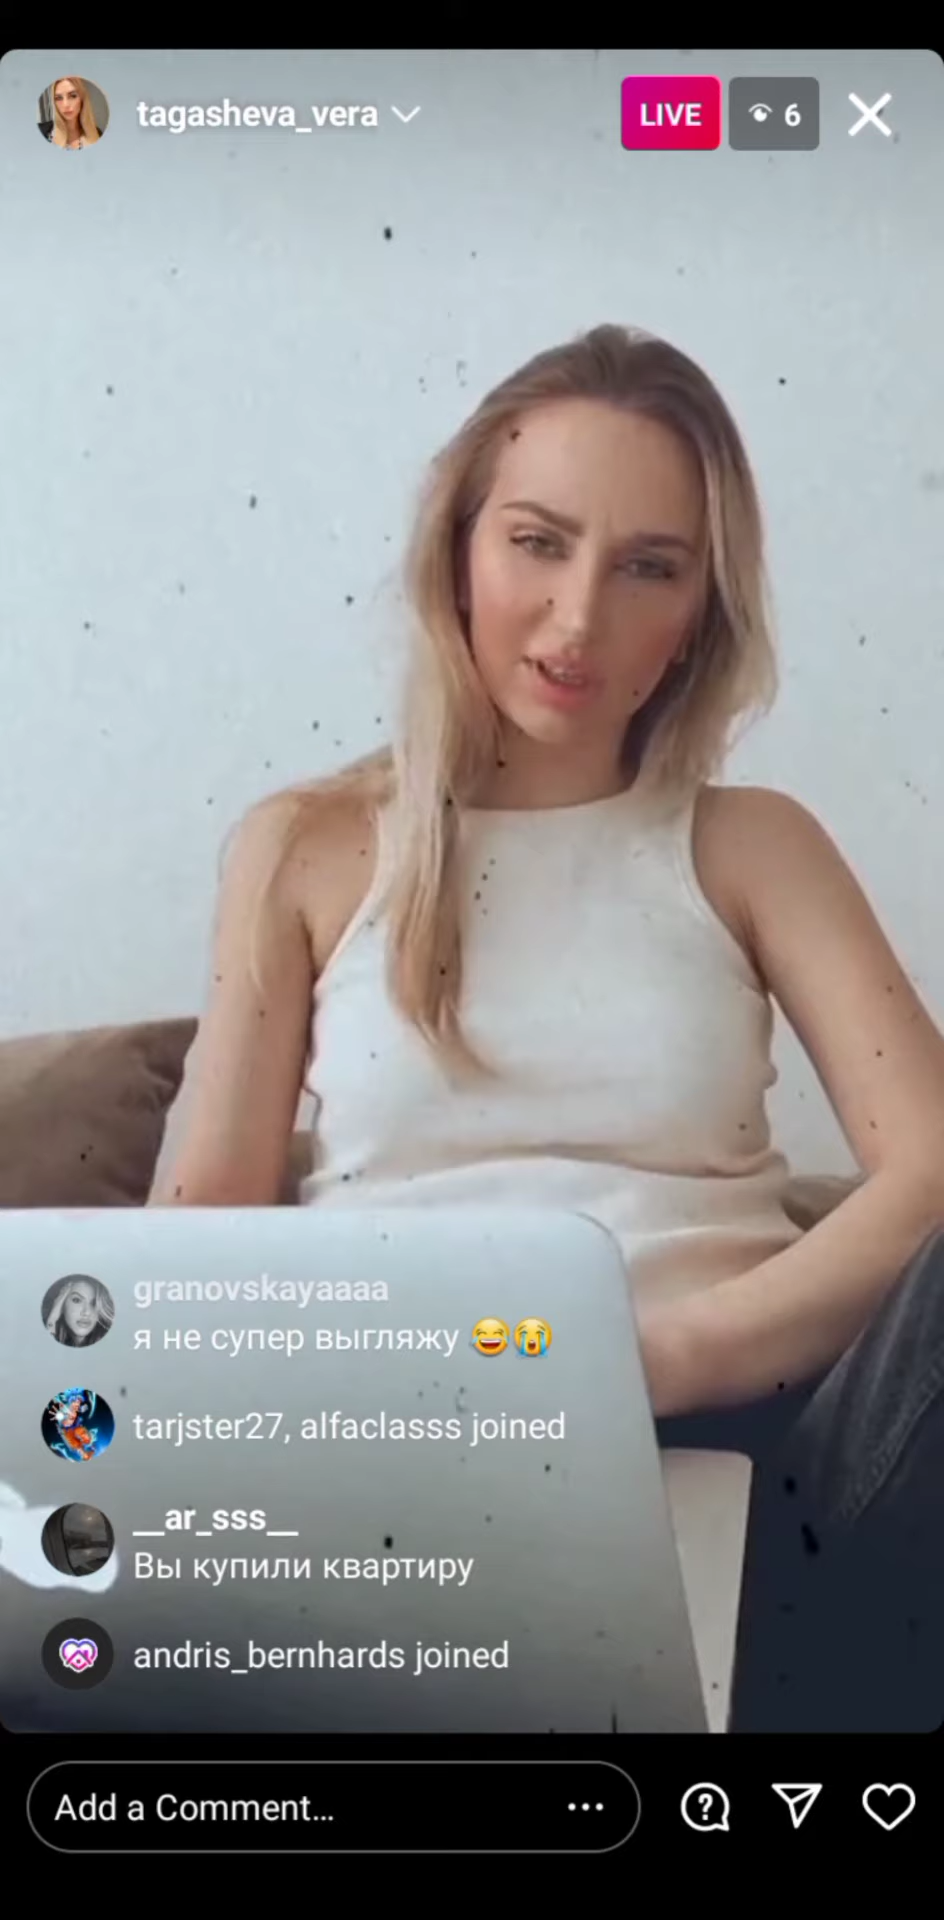 tagasheva_vera
LIVE
6
granovskayaaaa
я не супер выгляжу 😂😭
tarjster27, alfaclasss joined
__ar_sss__
Вы купили квартиру
andris_bernhards joined
Add a Comment...